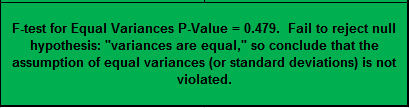 F-test for Equal Variances P-Value = 0.479.  Fail to reject null
hypothesis: "variances are equal," so conclude that the
assumption of equal variances (or standard deviations) is not
violated.